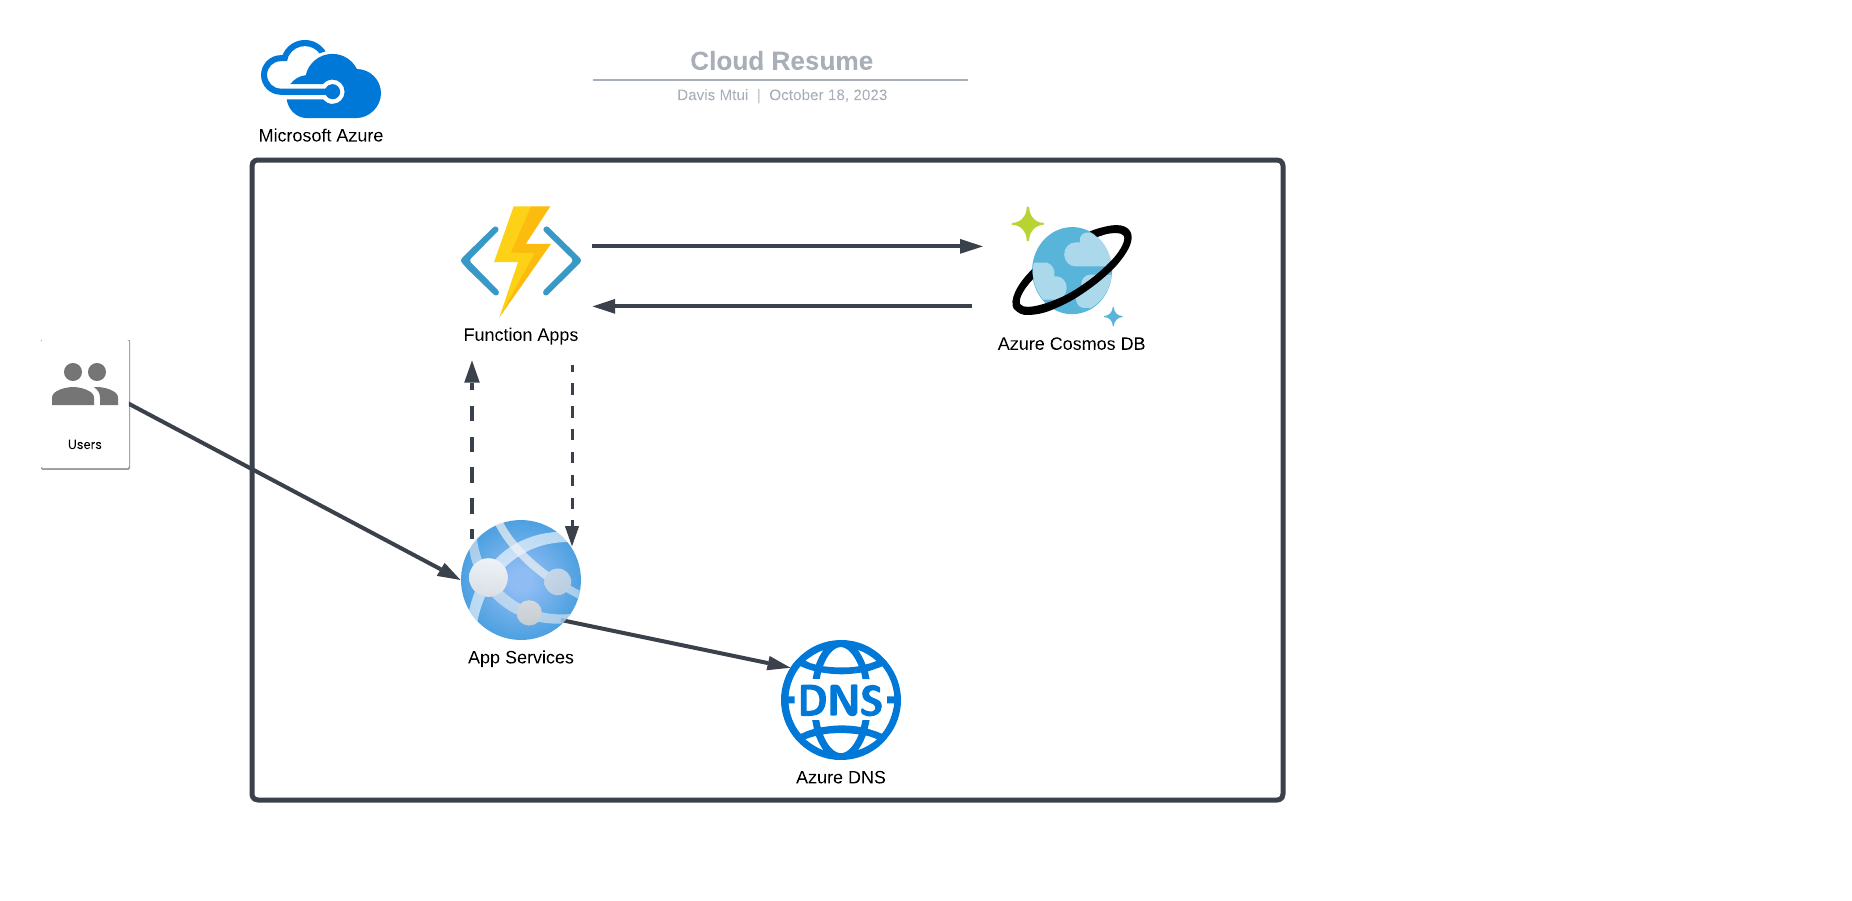 Cloud Resume
Davis Mtui | October 18, 2023
Microsoft Azure
Function Apps
Azure Cosmos DB
Users
App Services
DNS
Azure DNS